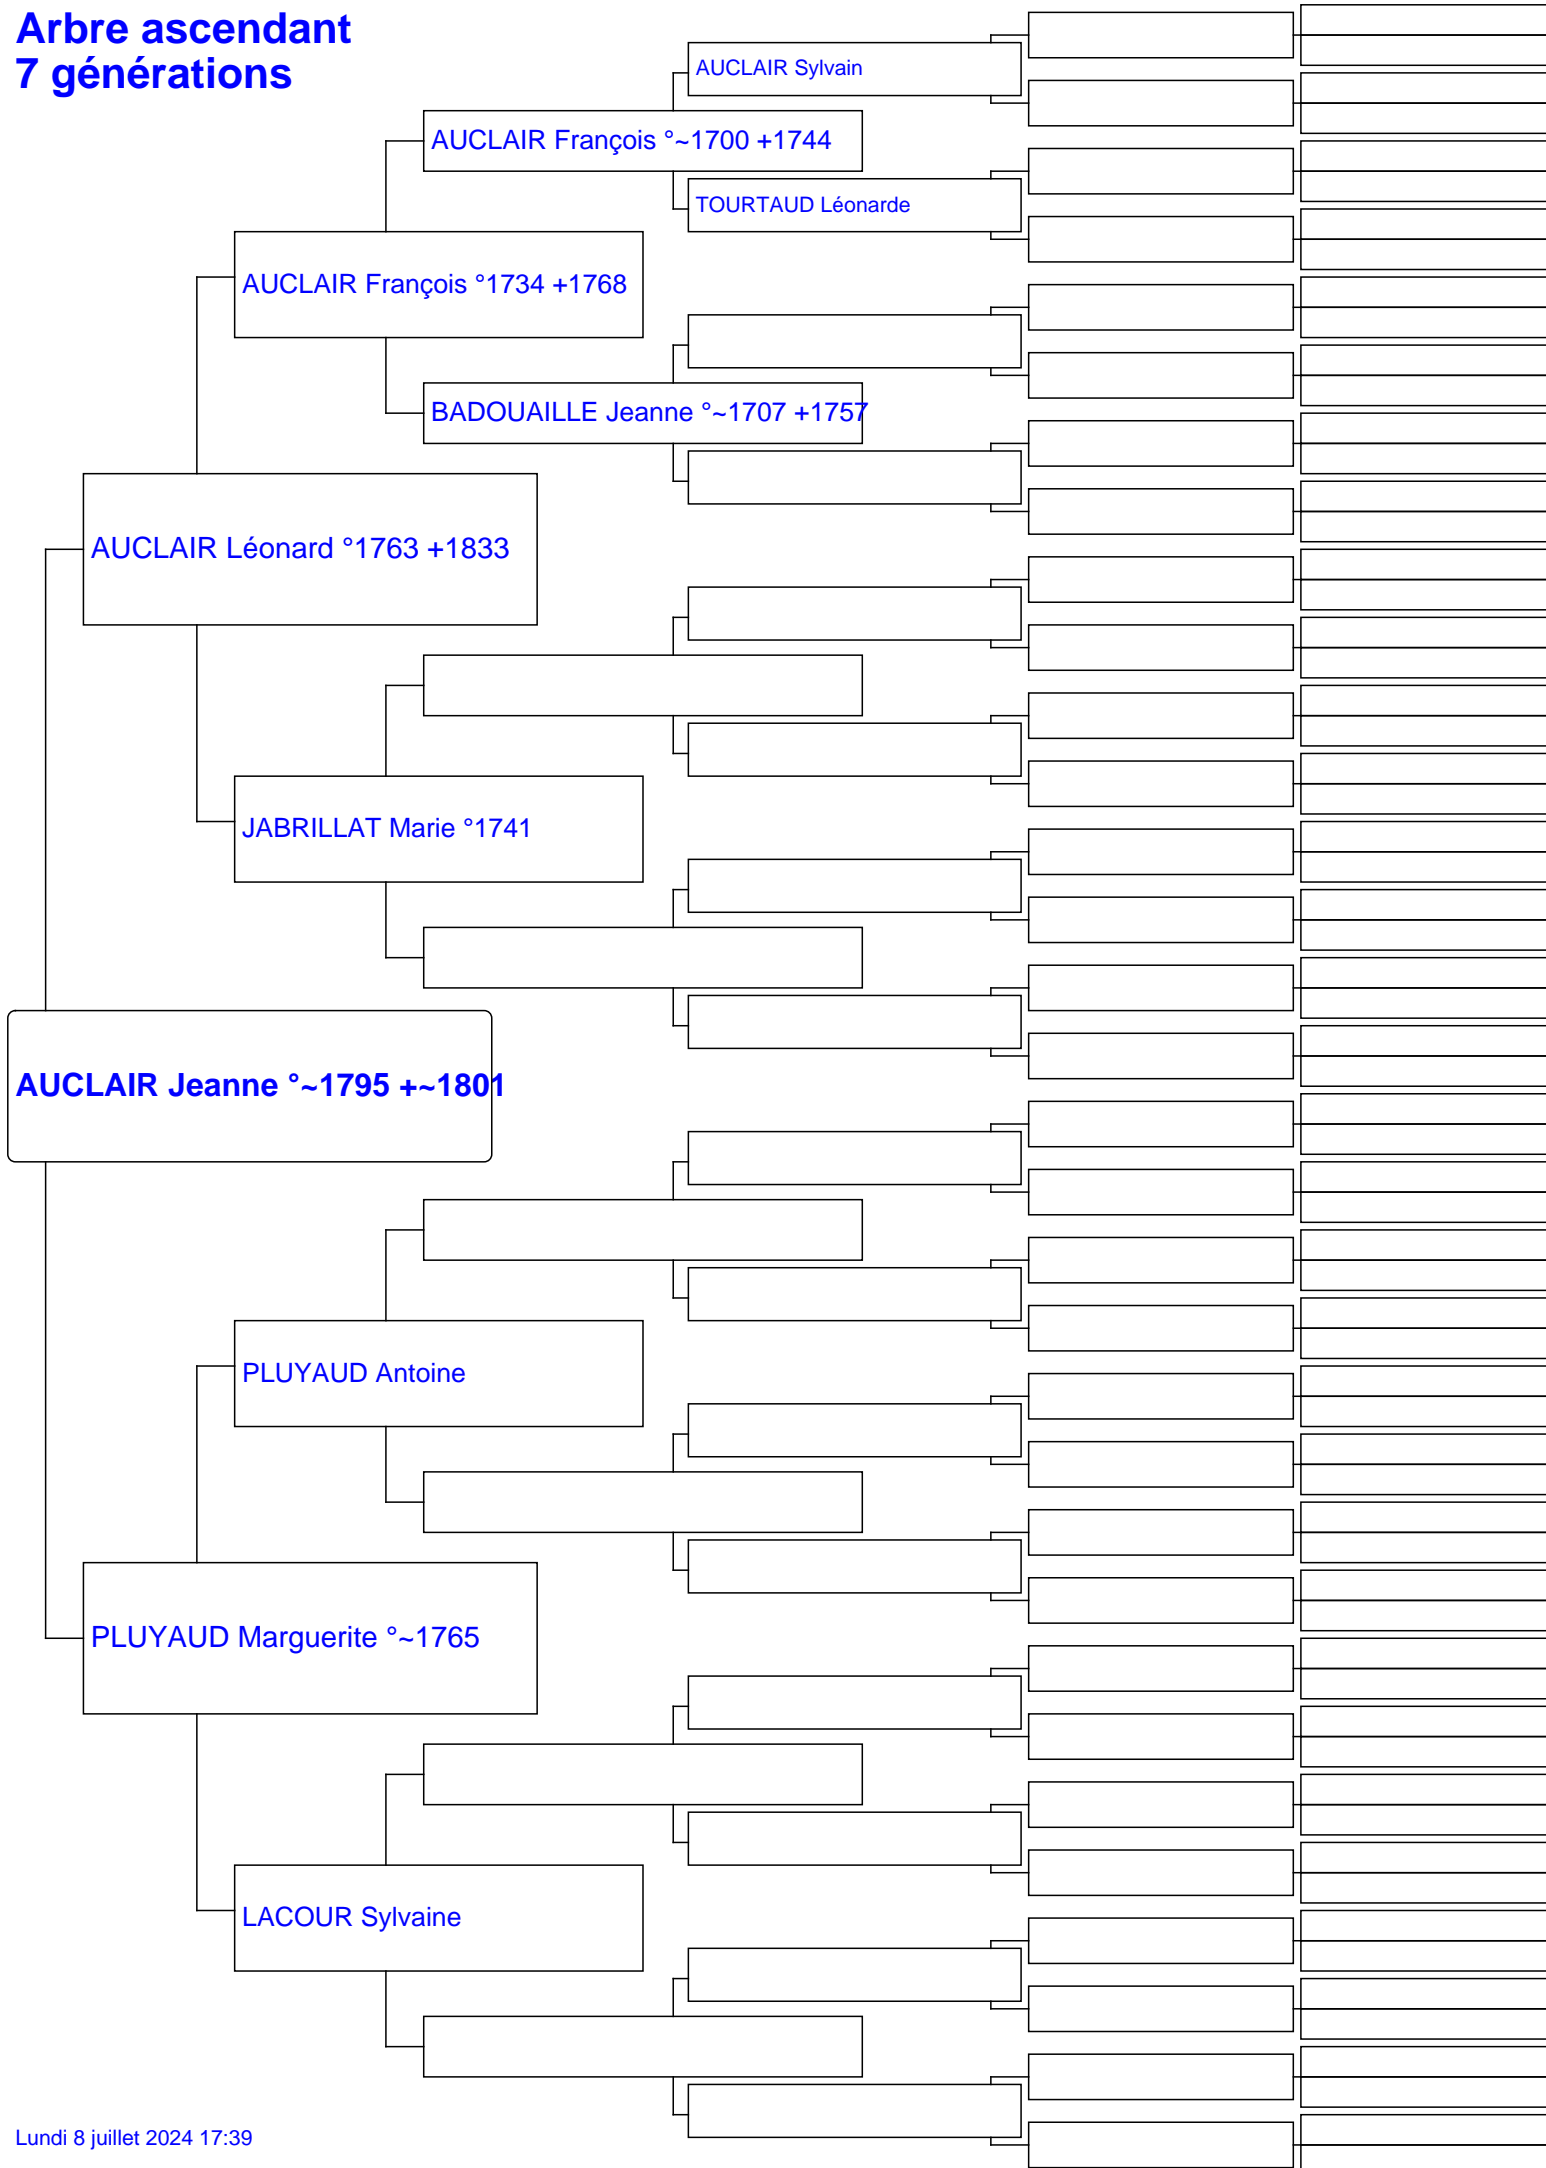 Arbre ascendant
7 générations
AUCLAIR Sylvain
AUCLAIR François °~1700 +1744
TOURTAUD Léonarde
AUCLAIR François °1734 +1768
BADOUAILLE Jeanne °~1707 +1757
AUCLAIR Léonard °1763 +1833
JABRILLAT Marie °1741
AUCLAIR Jeanne °~1795 +~1801
PLUYAUD Antoine
PLUYAUD Marguerite °~1765
LACOUR Sylvaine
Lundi 8 juillet 2024 17:39